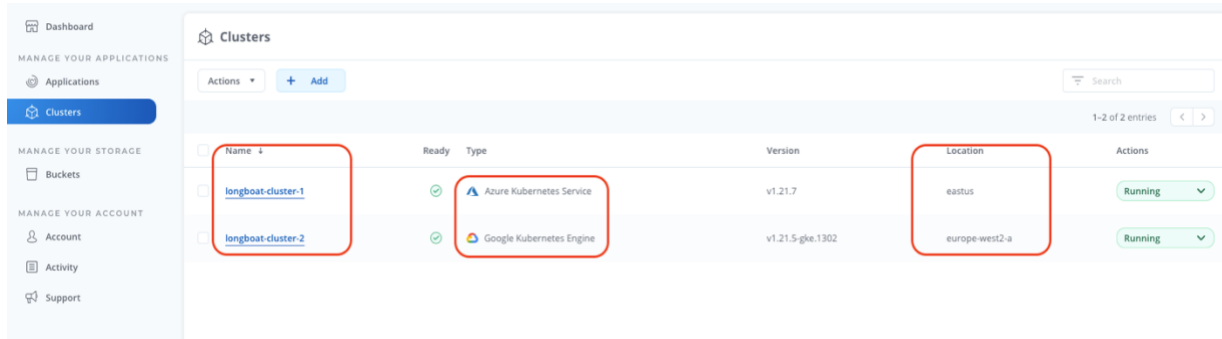 Dashboard
MANAGE YOUR APPLICATIONS
Applications
Clusters
MANAGE YOUR STORAGE
Buckets
MANAGE YOUR ACCOUNT
Account
Activity
Support
Clusters
Actions + Add
Search
1–2 of 2 entries < >
Name ↓ Ready Type Version Location Actions
longboat-cluster-1 Azure Kubernetes Service v1.21.7 eastus Running
longboat-cluster-2 Google Kubernetes Engine v1.21.5-gke.1302 europe-west2-a Running